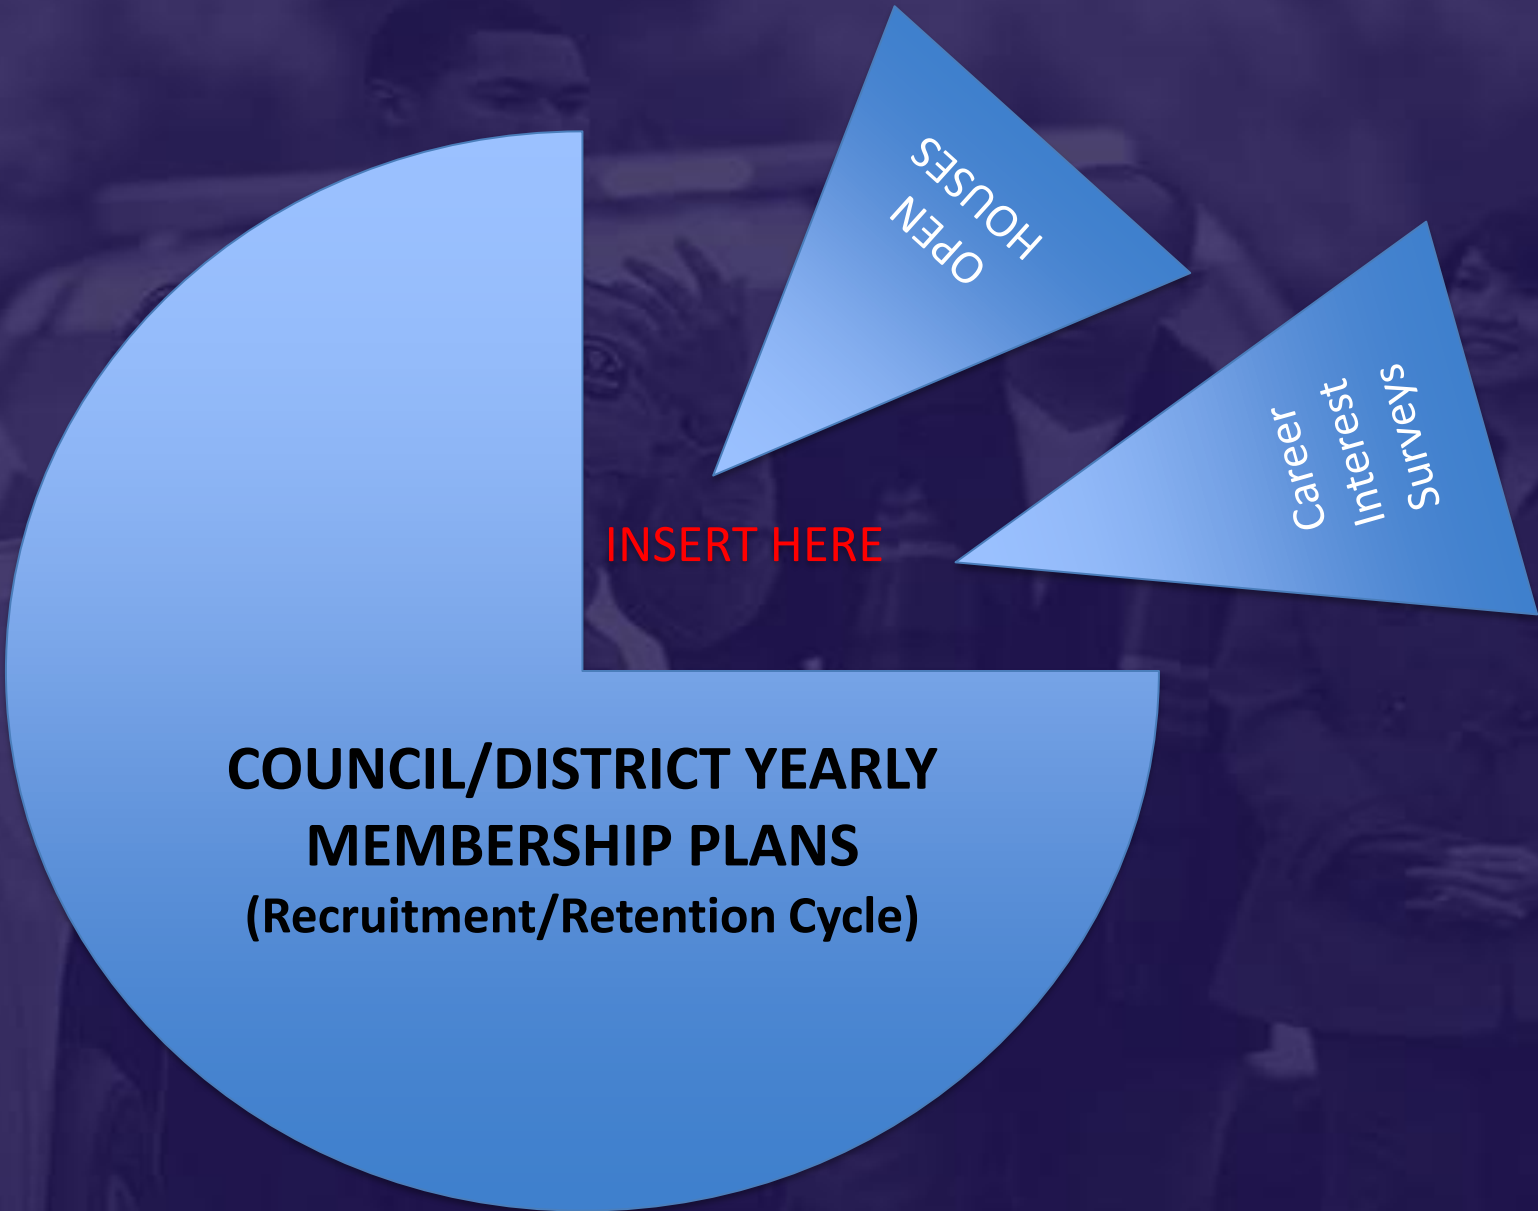 OPEN
HOUSES
Career
Interest
Surveys
INSERT HERE
COUNCIL/DISTRICT YEARLY
MEMBERSHIP PLANS
(Recruitment/Retention Cycle)